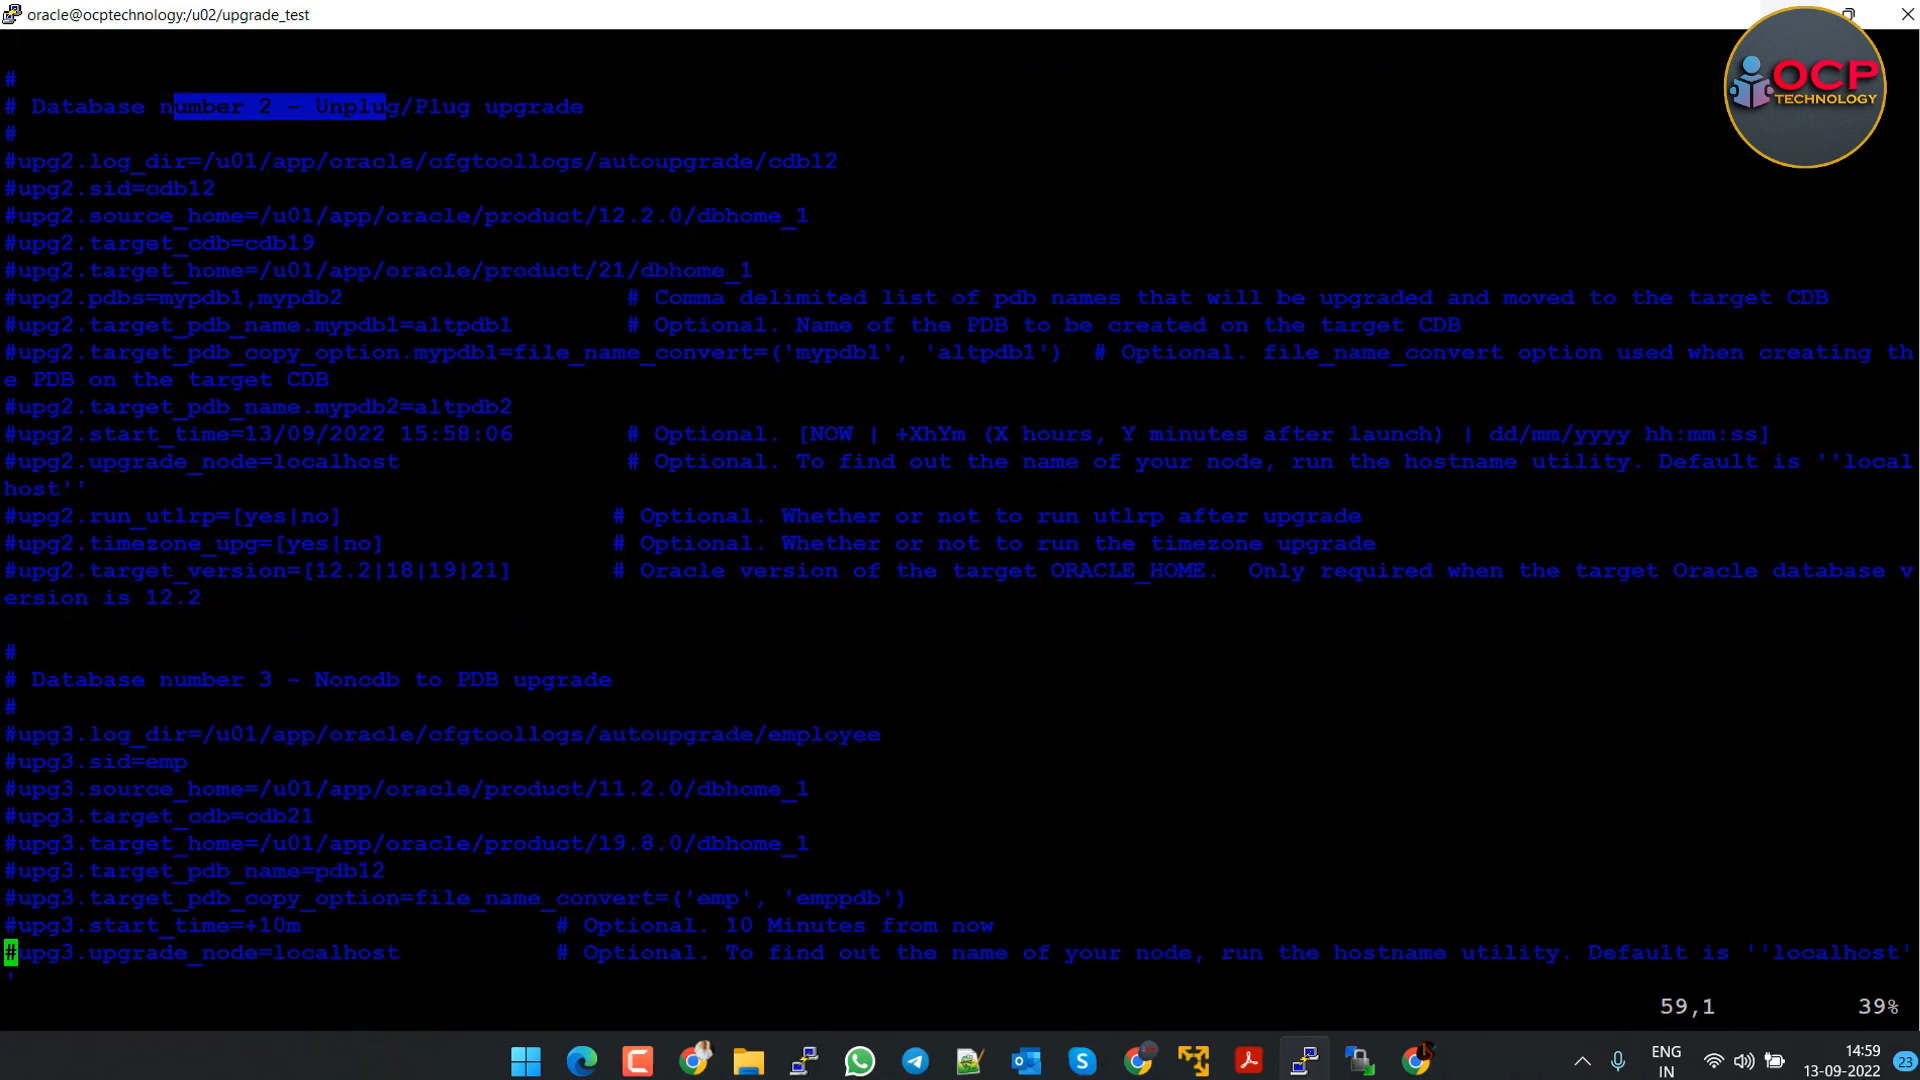 oracle@ocptechnology:/u02/upgrade_test
OCP
TECHNOLOGY
#
# Database number 2 - Unplug/Plug upgrade
#
#upg2.log_dir=/u01/app/oracle/cfgtoollogs/autoupgrade/cdb12
#upg2.sid=cdb12
#upg2.source_home=/u01/app/oracle/product/12.2.0/dbhome_1
#upg2.target_cdb=cdb19
#upg2.target_home=/u01/app/oracle/product/21/dbhome_1
#upg2.pdbs=mypdb1,mypdb2 # Comma delimited list of pdb names that will be upgraded and moved to the target CDB
#upg2.target_pdb_name.mypdb1=altpdb1 # Optional. Name of the PDB to be created on the target CDB
#upg2.target_pdb_copy_option.mypdb1=file_name_convert=('mypdb1', 'altpdb1') # Optional. file_name_convert option used when creating th
e PDB on the target CDB
#upg2.target_pdb_name.mypdb2=altpdb2
#upg2.start_time=13/09/2022 15:58:06 # Optional. [NOW | +XhYm (X hours, Y minutes after launch) | dd/mm/yyyy hh:mm:ss]
#upg2.upgrade_node=localhost # Optional. To find out the name of your node, run the hostname utility. Default is ''local
host''
#upg2.run_utlrp=[yes|no] # Optional. Whether or not to run utlrp after upgrade
#upg2.timezone_upg=[yes|no] # Optional. Whether or not to run the timezone upgrade
#upg2.target_version=[12.2|18|19|21] # Oracle version of the target ORACLE_HOME. Only required when the target Oracle database v
ersion is 12.2
#
# Database number 3 - Noncdb to PDB upgrade
#
#upg3.log_dir=/u01/app/oracle/cfgtoollogs/autoupgrade/employee
#upg3.sid=emp
#upg3.source_home=/u01/app/oracle/product/11.2.0/dbhome_1
#upg3.target_cdb=cdb21
#upg3.target_home=/u01/app/oracle/product/19.8.0/dbhome_1
#upg3.target_pdb_name=pdb12
#upg3.target_pdb_copy_option=file_name_convert=('emp', 'emppdb')
#upg3.start_time=+10m # Optional. 10 Minutes from now
#upg3.upgrade_node=localhost # Optional. To find out the name of your node, run the hostname utility. Default is ''localhost'
'
59,1 39%
ENG
IN
14:59
13-09-2022
23